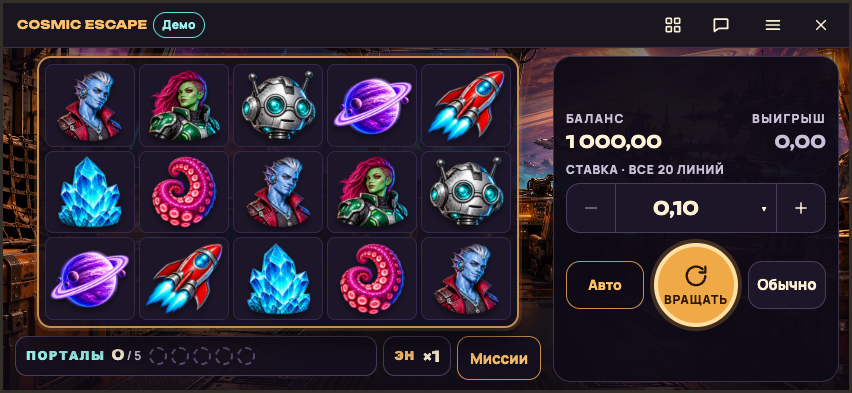 COSMIC ESCAPE Демо
БАЛАНС ВЫИГРЫШ
1 000,00 0,00
СТАВКА · ВСЕ 20 ЛИНИЙ
− 0,10 ▾ +
Авто ВРАЩАТЬ Обычно
ПОРТАЛЫ 0 / 5 ЭН ×1 Миссии